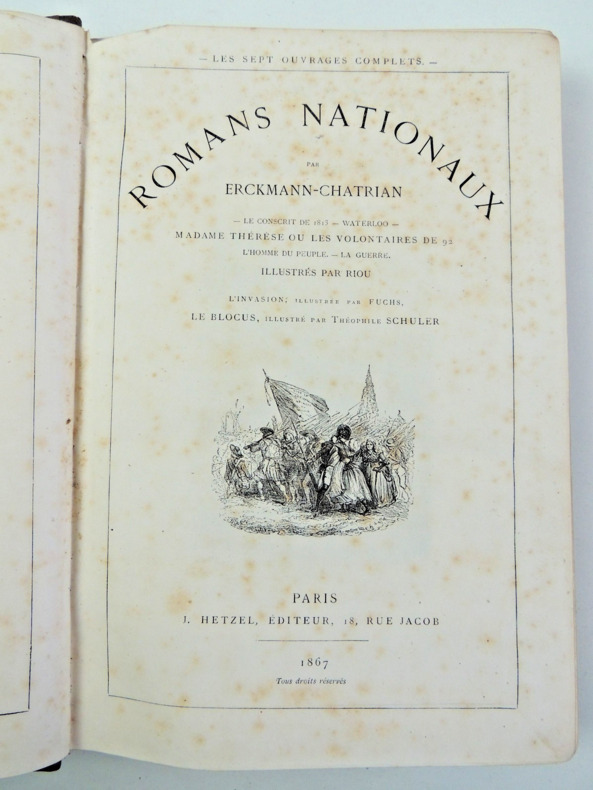 — LES SEPT OUVRAGES COMPLETS. —
ROMANS NATIONAUX
PAR
ERCKMANN-CHATRIAN
— LE CONSCRIT DE 1813 — WATERLOO —
MADAME THÉRÈSE OU LES VOLONTAIRES DE 92
L'HOMME DU PEUPLE. — LA GUERRE.
ILLUSTRÉS PAR RIOU
L'INVASION, ILLUSTRÉE PAR FUCHS,
LE BLOCUS, ILLUSTRÉ PAR THÉOPHILE SCHULER
PARIS
J. HETZEL, ÉDITEUR, 18, RUE JACOB
1867
Tous droits réservés